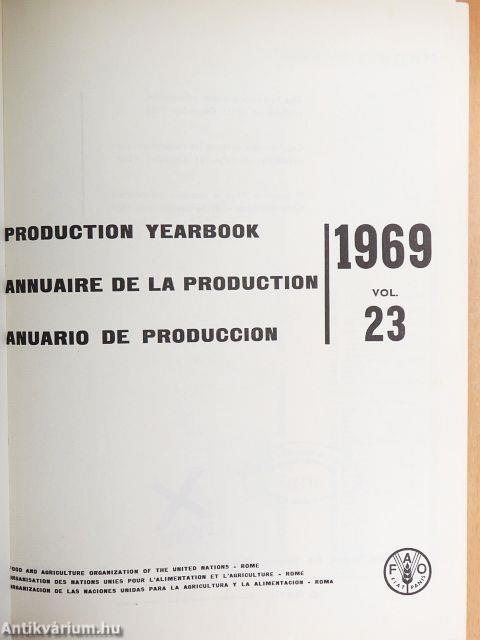 PRODUCTION YEARBOOK
ANNUAIRE DE LA PRODUCTION
ANUARIO DE PRODUCCION
1969
VOL.
23
FOOD AND AGRICULTURE ORGANIZATION OF THE UNITED NATIONS - ROME
ORGANISATION DES NATIONS UNIES POUR L'ALIMENTATION ET L'AGRICULTURE - ROME
ORGANIZACION DE LAS NACIONES UNIDAS PARA LA AGRICULTURA Y LA ALIMENTACION - ROMA
F A O
FIAT PANIS
Antikvárium.hu